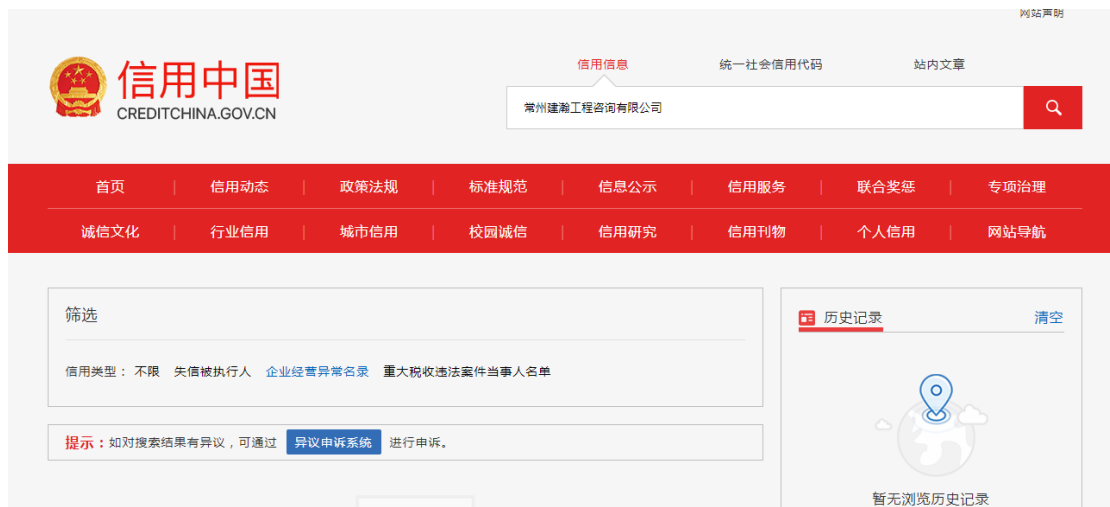 网站声明
信用中国
CREDITCHINA.GOV.CN
信用信息 统一社会信用代码 站内文章
常州建瀚工程咨询有限公司
首页 信用动态 政策法规 标准规范 信息公示 信用服务 联合奖惩 专项治理
诚信文化 行业信用 城市信用 校园诚信 信用研究 信用刊物 个人信用 网站导航
筛选
信用类型： 不限 失信被执行人 企业经营异常名录 重大税收违法案件当事人名单
提示：如对搜索结果有异议，可通过 异议申诉系统 进行申诉。
历史记录 清空
暂无浏览历史记录